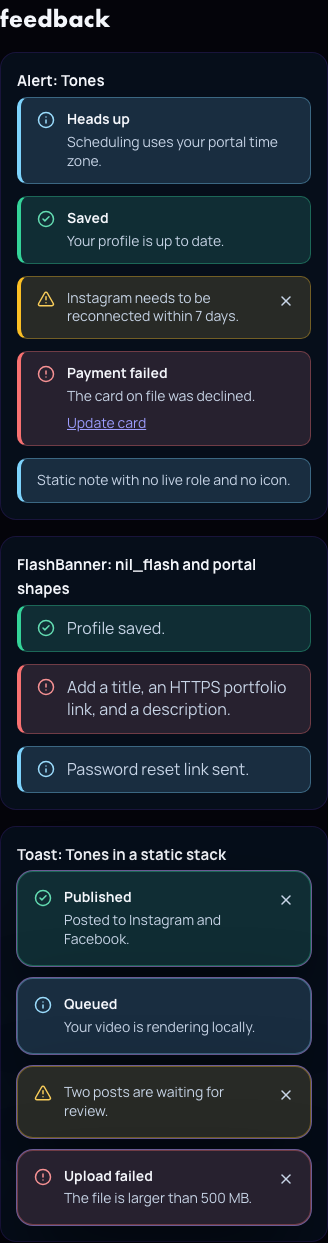 feedback
Alert: Tones
Heads up
Scheduling uses your portal time
zone.
Saved
Your profile is up to date.
Instagram needs to be
reconnected within 7 days.
Payment failed
The card on file was declined.
Update card
Static note with no live role and no icon.
FlashBanner: nil_flash and portal
shapes
Profile saved.
Add a title, an HTTPS portfolio
link, and a description.
Password reset link sent.
Toast: Tones in a static stack
Published
Posted to Instagram and
Facebook.
Queued
Your video is rendering locally.
Two posts are waiting for
review.
Upload failed
The file is larger than 500 MB.